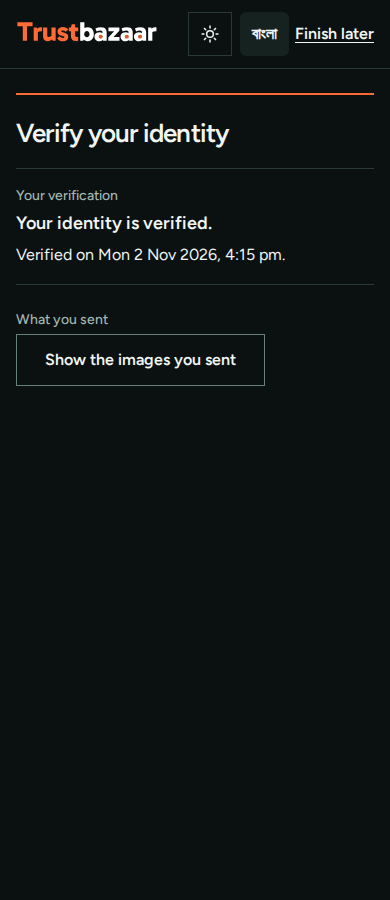 Trustbazaar
বাংলা
Finish later
Verify your identity
Your verification
Your identity is verified.
Verified on Mon 2 Nov 2026, 4:15 pm.
What you sent
Show the images you sent